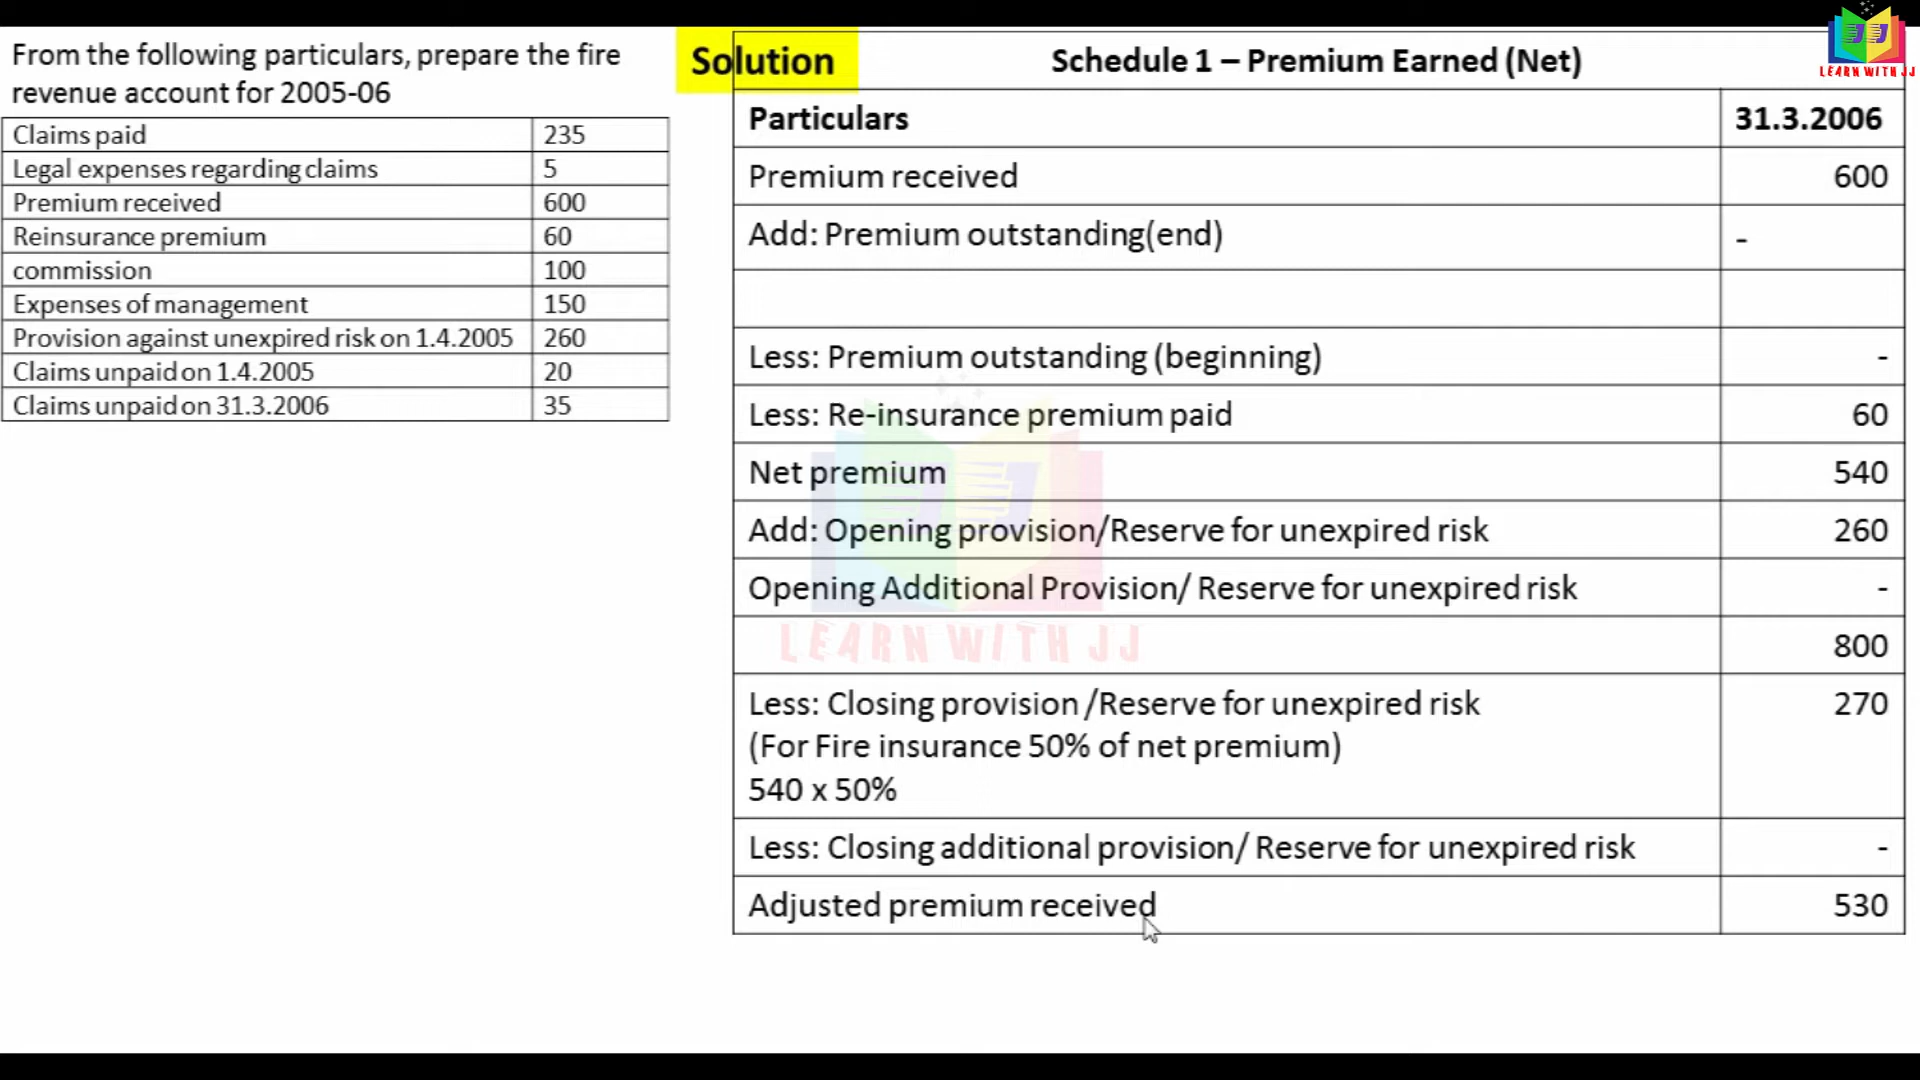 From the following particulars, prepare the fire
revenue account for 2005-06
Claims paid 235
Legal expenses regarding claims 5
Premium received 600
Reinsurance premium 60
commission 100
Expenses of management 150
Provision against unexpired risk on 1.4.2005 260
Claims unpaid on 1.4.2005 20
Claims unpaid on 31.3.2006 35
Solution
Schedule 1 – Premium Earned (Net)
Particulars 31.3.2006
Premium received 600
Add: Premium outstanding(end) -
Less: Premium outstanding (beginning) -
Less: Re-insurance premium paid 60
Net premium 540
Add: Opening provision/Reserve for unexpired risk 260
Opening Additional Provision/ Reserve for unexpired risk -
800
Less: Closing provision /Reserve for unexpired risk 270
(For Fire insurance 50% of net premium)
540 x 50%
Less: Closing additional provision/ Reserve for unexpired risk -
Adjusted premium received 530
JJ
LEARN WITH JJ
JJ
LEARN WITH JJ